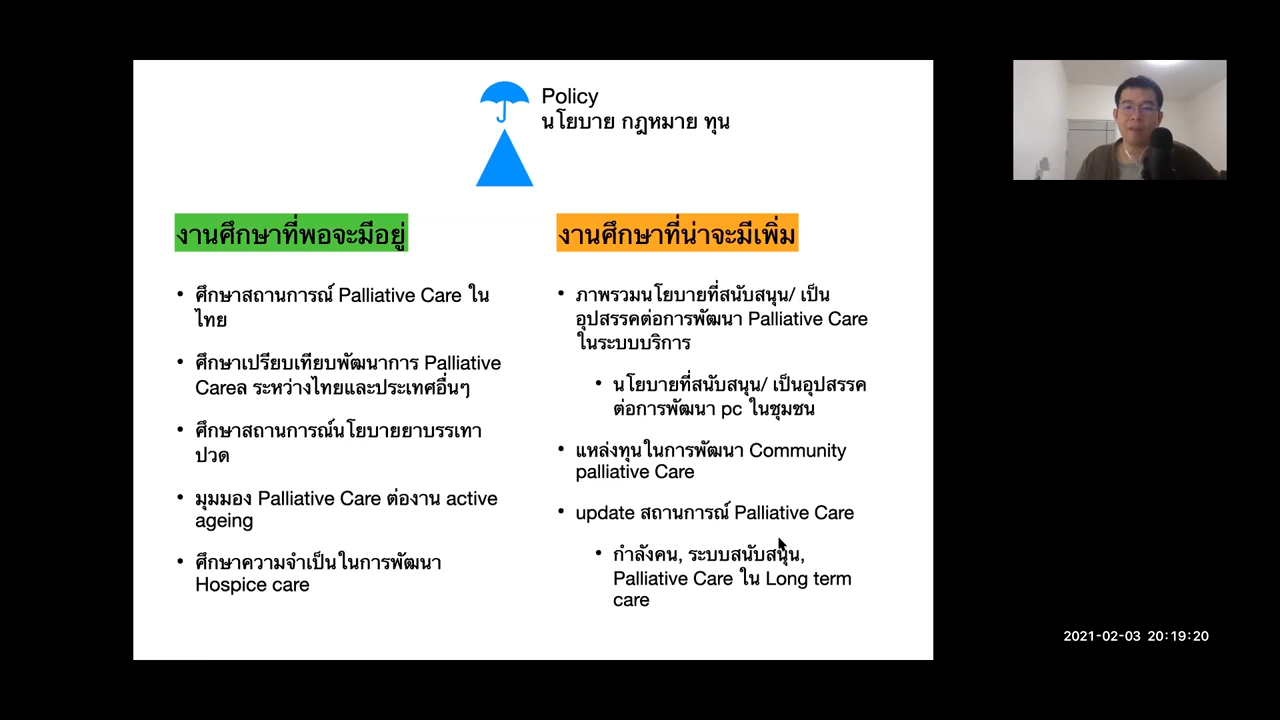 Policy
นโยบาย กฎหมาย ทุน
งานศึกษาที่พอจะมีอยู่
• ศึกษาสถานการณ์ Palliative Care ใน
ไทย
• ศึกษาเปรียบเทียบพัฒนาการ Palliative
Careล ระหว่างไทยและประเทศอื่นๆ
• ศึกษาสถานการณ์นโยบายยาบรรเทา
ปวด
• มุมมอง Palliative Care ต่องาน active
ageing
• ศึกษาความจำเป็นในการพัฒนา
Hospice care
งานศึกษาที่น่าจะมีเพิ่ม
• ภาพรวมนโยบายที่สนับสนุน/ เป็น
อุปสรรคต่อการพัฒนา Palliative Care
ในระบบบริการ
• นโยบายที่สนับสนุน/ เป็นอุปสรรค
ต่อการพัฒนา pc ในชุมชน
• แหล่งทุนในการพัฒนา Community
palliative Care
• update สถานการณ์ Palliative Care
• กำลังคน, ระบบสนับสนุน,
Palliative Care ใน Long term
care
2021-02-03 20:19:20